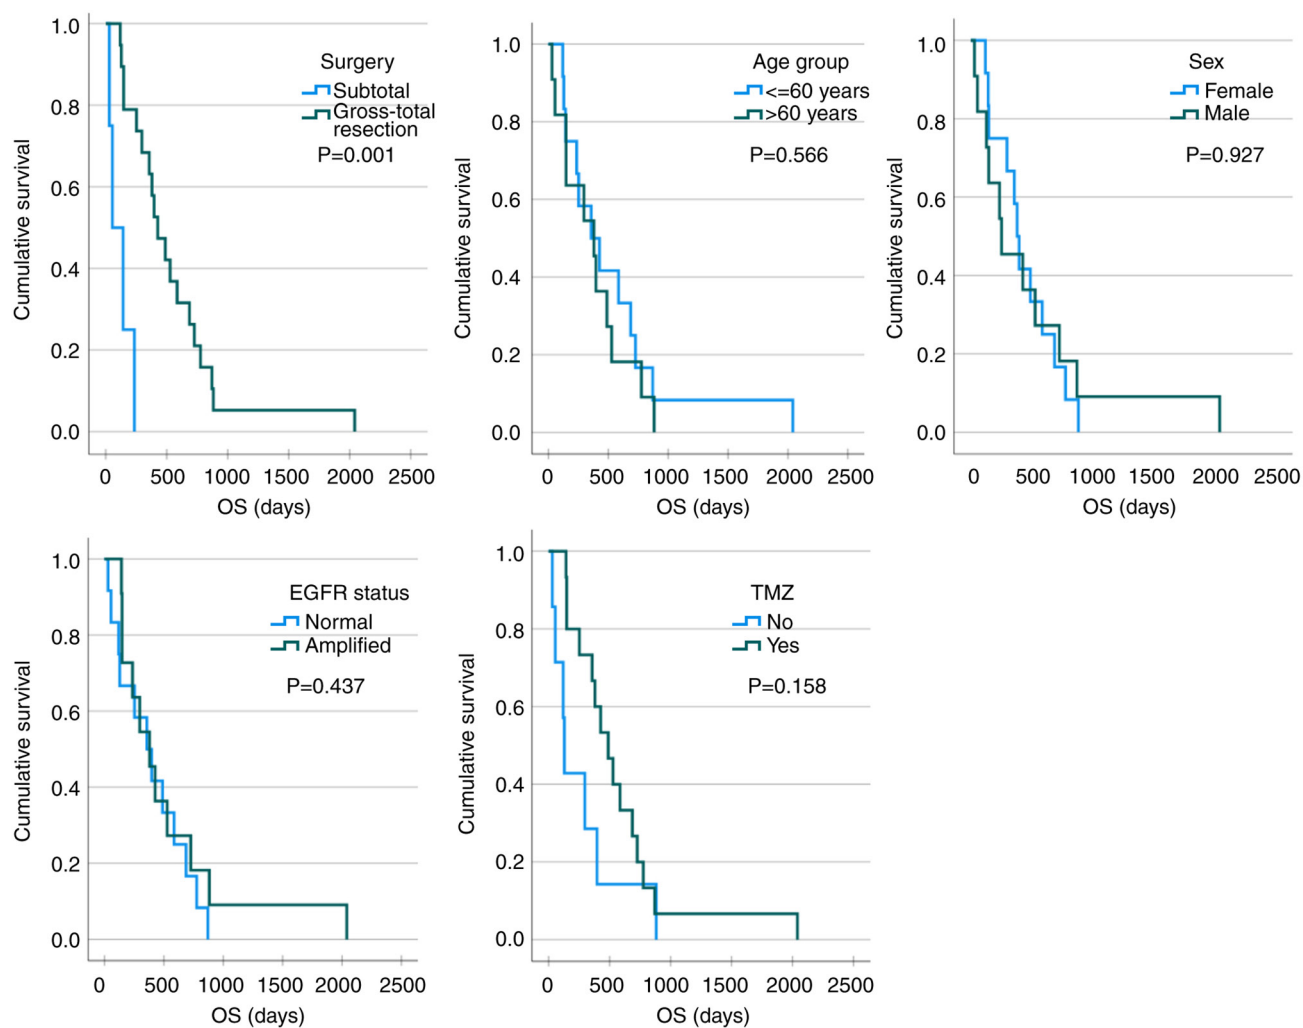 Surgery
Subtotal
Gross-total
resection
P=0.001
Cumulative survival
1.0
0.8
0.6
0.4
0.2
0.0
0 500 1000 1500 2000 2500
OS (days)
Age group
<=60 years
>60 years
P=0.566
Cumulative survival
1.0
0.8
0.6
0.4
0.2
0.0
0 500 1000 1500 2000 2500
OS (days)
Sex
Female
Male
P=0.927
Cumulative survival
1.0
0.8
0.6
0.4
0.2
0.0
0 500 1000 1500 2000 2500
OS (days)
EGFR status
Normal
Amplified
P=0.437
Cumulative survival
1.0
0.8
0.6
0.4
0.2
0.0
0 500 1000 1500 2000 2500
OS (days)
TMZ
No
Yes
P=0.158
Cumulative survival
1.0
0.8
0.6
0.4
0.2
0.0
0 500 1000 1500 2000 2500
OS (days)